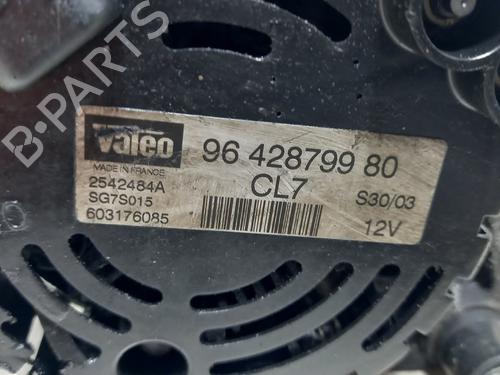 B-PARTS
Valeo
MADE IN FRANCE
2542484A
SG7S015
603176085
96 428799 80
CL7
S30/03
12V